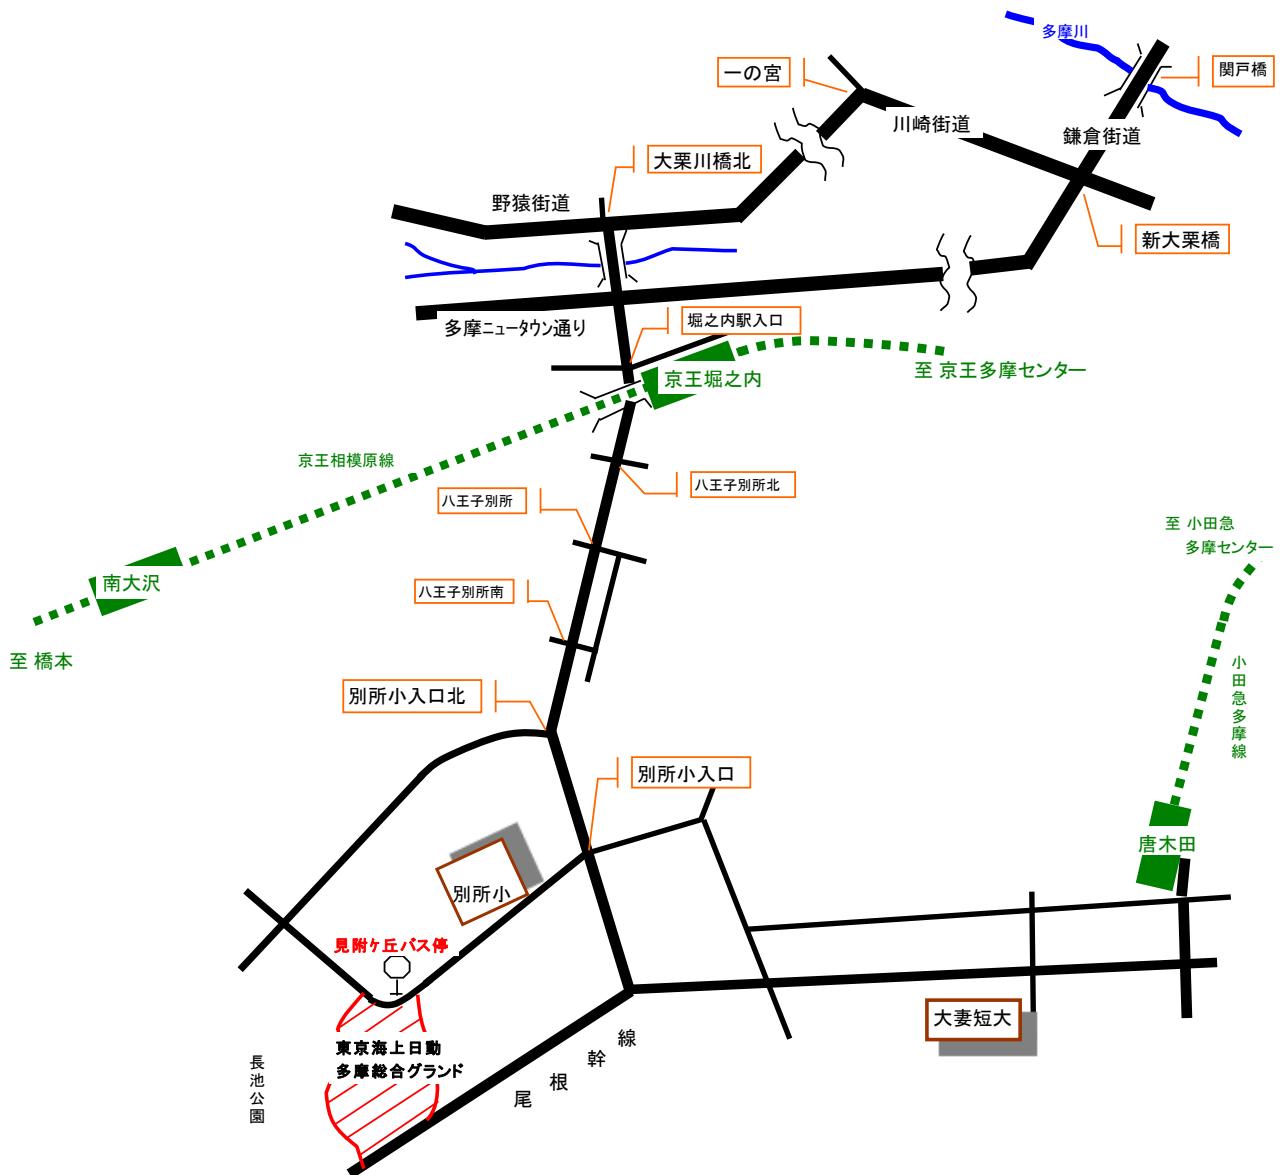 多摩川
一の宮
関戸橋
川崎街道
鎌倉街道
大栗川橋北
野猿街道
新大栗橋
多摩ニュータウン通り
堀之内駅入口
京王堀之内
至 京王多摩センター
京王相模原線
八王子別所北
八王子別所
至 小田急
多摩センター
南大沢
八王子別所南
至 橋本
小田急多摩線
別所小入口北
別所小入口
唐木田
別所小
見附ケ丘バス停
大妻短大
東京海上日動
多摩総合グランド
尾根幹線
長池公園